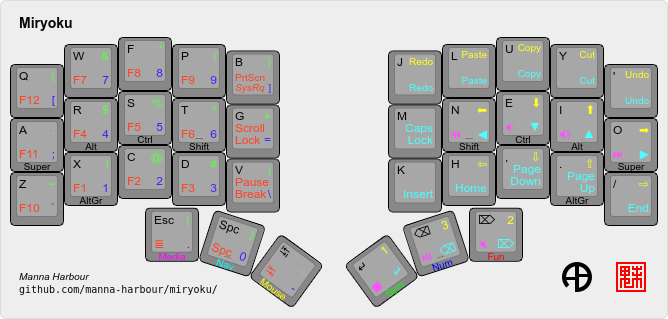 Miryoku
Q {
F12 [
W &
F7 7
F *
F8 8
P (
F9 9
B }
PrtScn
SysRq ]
J Redo
Redo
L Paste
Paste
U Copy
Copy
Y Cut
Cut
' Undo
Undo
A :
F11 ;
Super
R $
F4 4
Alt
S %
F5 5
Ctrl
T ^
F6 _ 6
Shift
G +
Scroll
Lock =
M
Caps
Lock
N ⬅
_ ◀
Shift
E ⬇
▼
Ctrl
I ⬆
▲
Alt
O ➡
▶
Super
Z ~
F10 `
X !
F1 1
AltGr
C @
F2 2
D #
F3 3
V |
Pause
Break \
K
Insert
H ⇦
Home
, ⇩
Page
Down
. ⇧
Page
Up
AltGr
/ ⇨
End
Esc (
.
Media
Spc )
Spc 0
Nav
↹ _
-
Mouse
↵ 1
↵
⌫ 3
⌫
Num
⌦ 2
⌦
Fun
Manna Harbour
github.com/manna-harbour/miryoku/